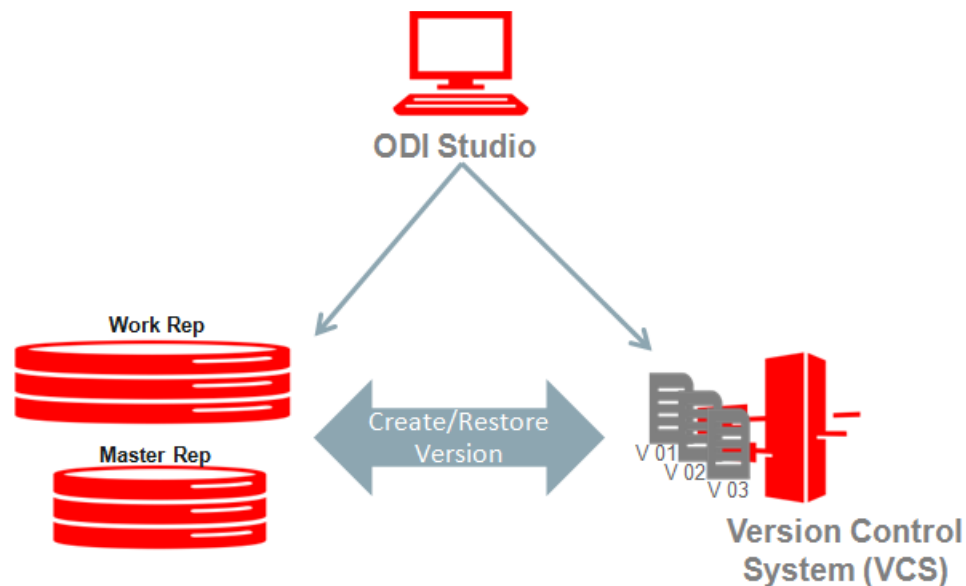 ODI Studio
Work Rep
Master Rep
Create/Restore
Version
V 01
V 02
V 03
Version Control
System (VCS)